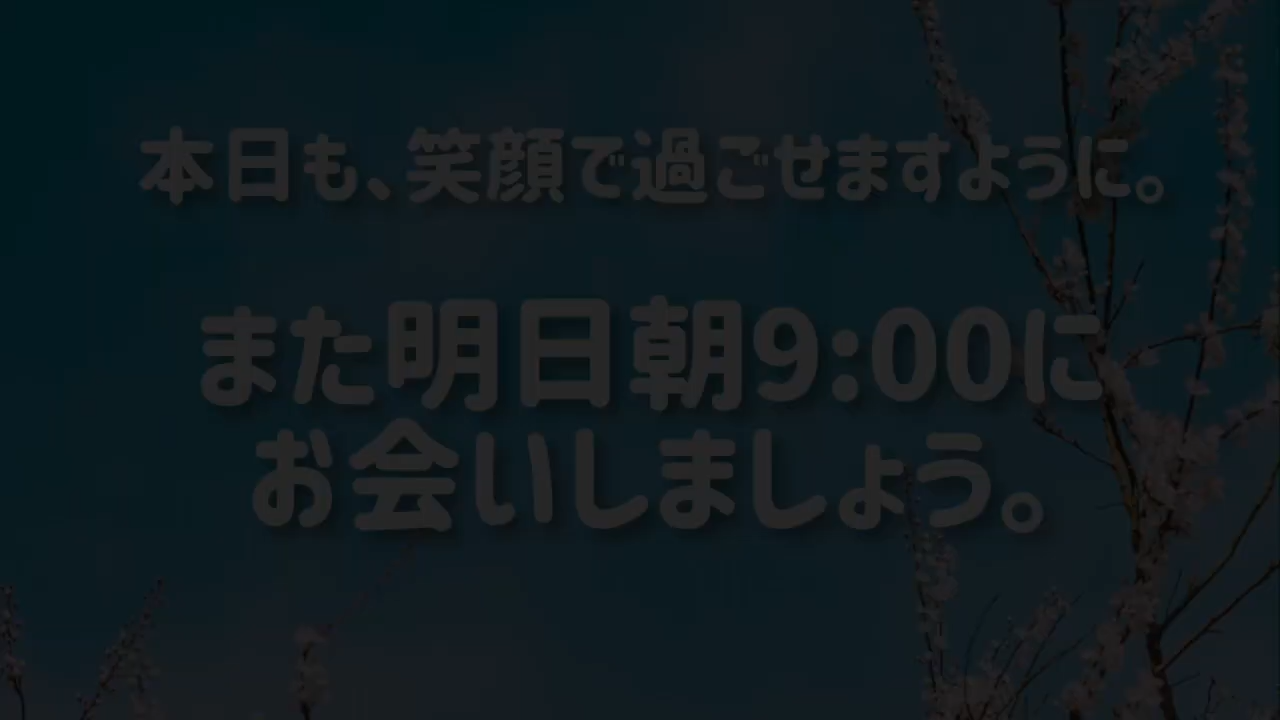 本日も、笑顔で過ごせますように。
また明日朝9:00に
お会いしましょう。